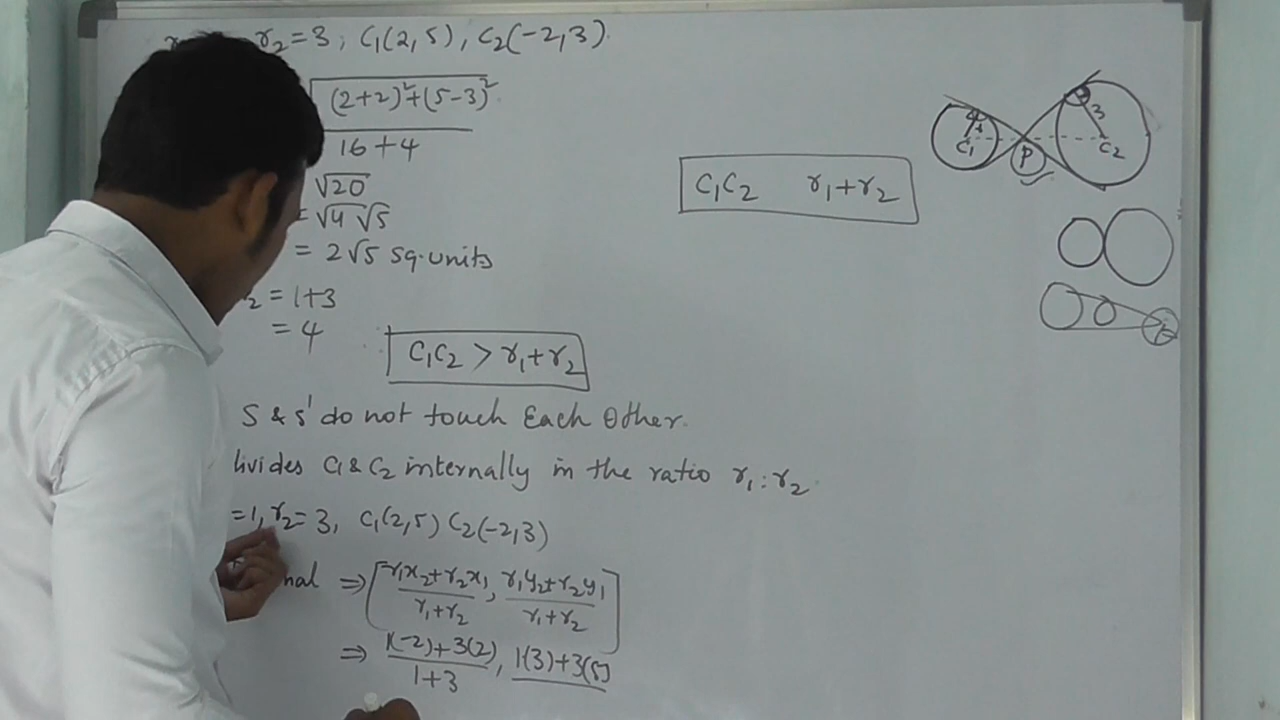 r₂=3, C₁(2,5), C₂(-2,3)
√(2+2)²+(5-3)²
16+4
√20
=√4 √5
= 2√5 sq.units
₂ = 1+3
= 4
C₁C₂ > r₁+r₂
S & S' do not touch Each Other.
ivides C₁ & C₂ internally in the ratio r₁:r₂
=1, r₂=3, C₁(2,5) C₂(-2,3)
nal ⇒ [r₁x₂+r₂x₁/r₁+r₂, r₁y₂+r₂y₁/r₁+r₂]
⇒ 1(-2)+3(2)/1+3, 1(3)+3(5)
C₁C₂ r₁+r₂
C₁ P C₂ 3